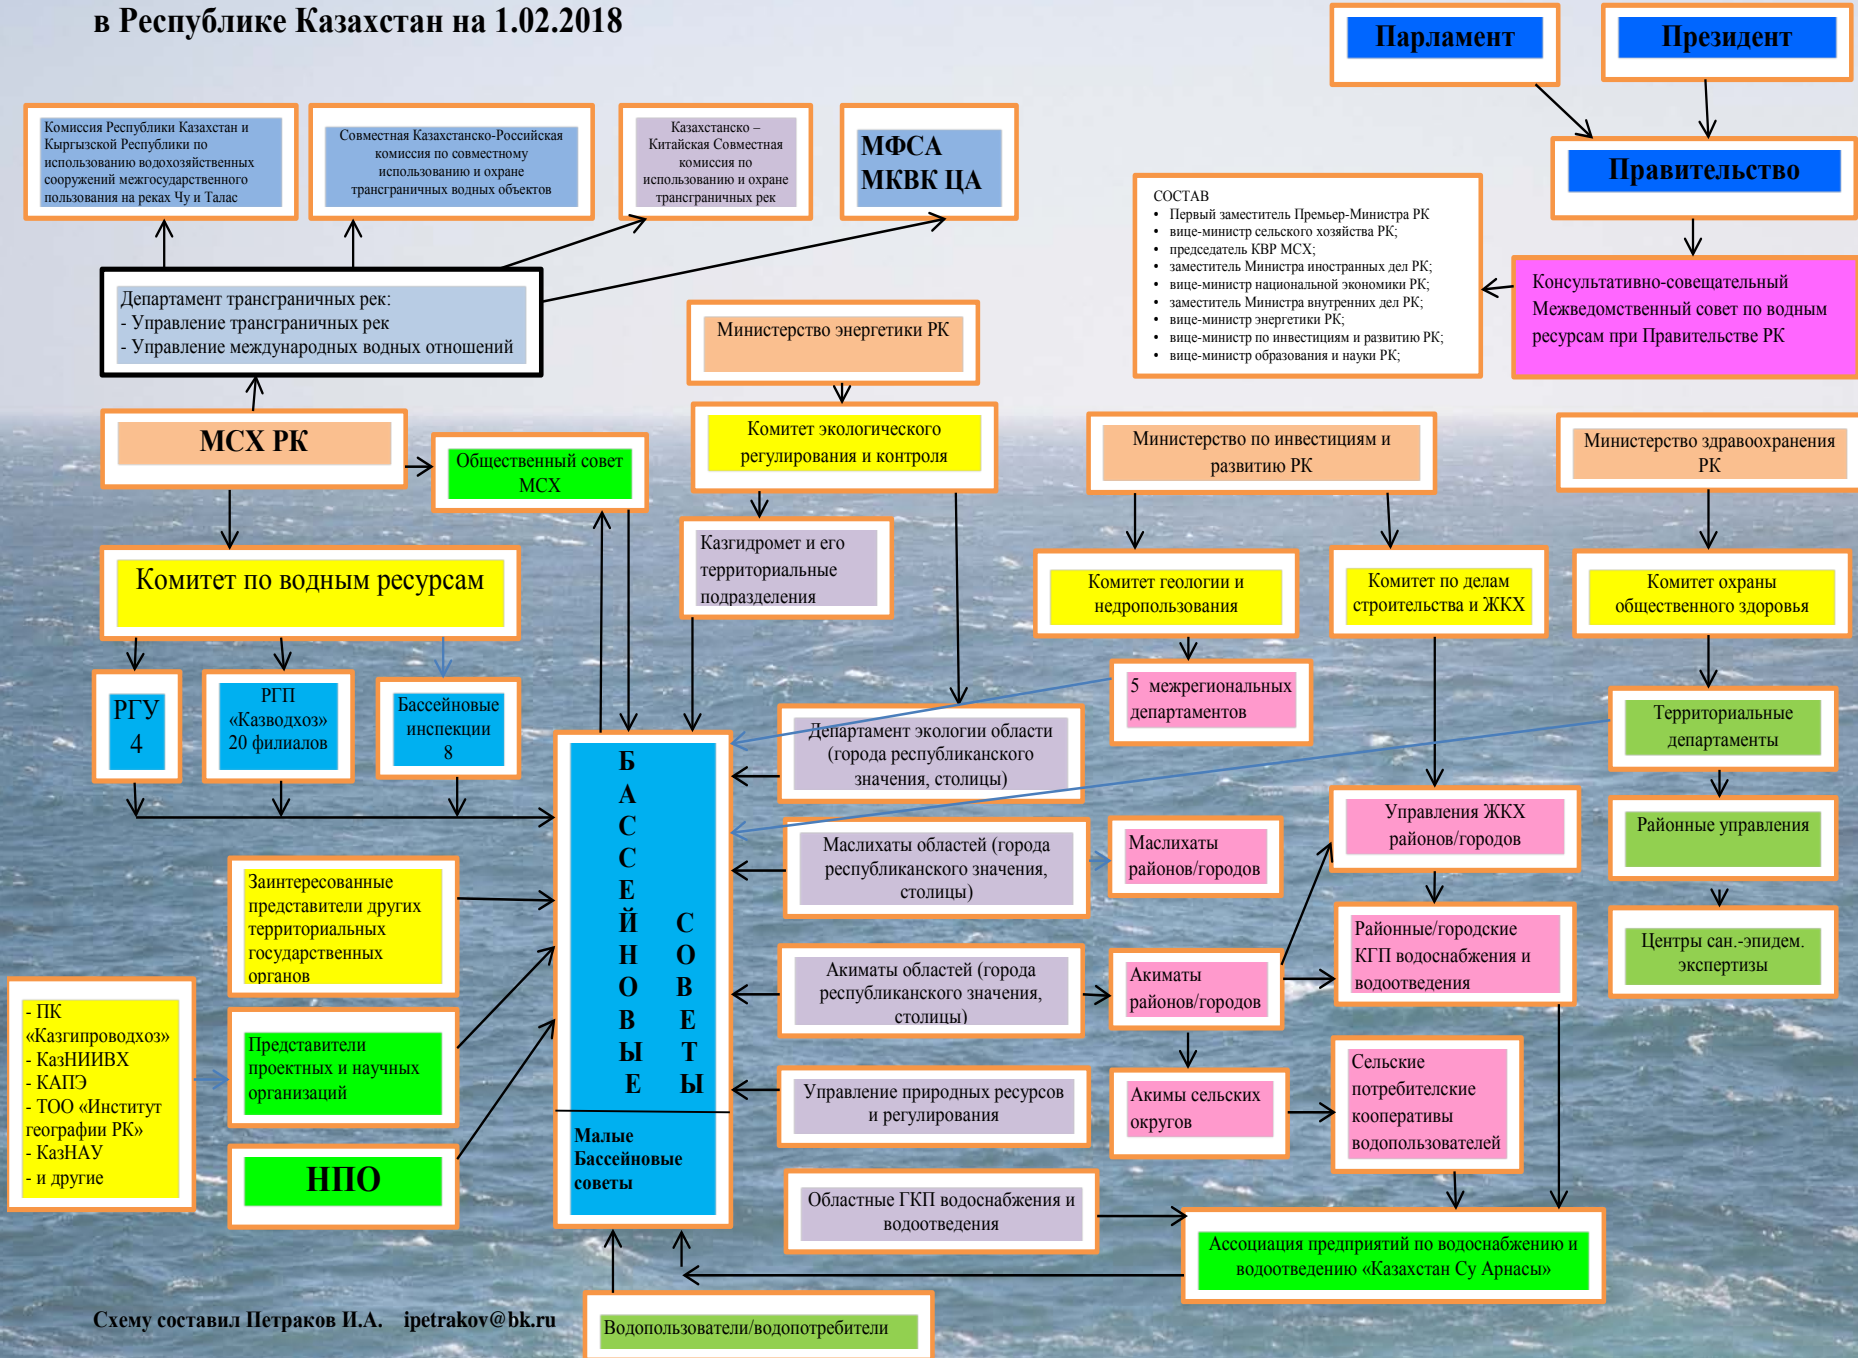 в Республике Казахстан на 1.02.2018
Парламент
Президент
Правительство
Комиссия Республики Казахстан и
Кыргызской Республики по
использованию водохозяйственных
сооружений межгосударственного
пользования на реках Чу и Талас
Совместная Казахстанско-Российская
комиссия по совместному
использованию и охране
трансграничных водных объектов
Казахстанско –
Китайская Совместная
комиссия по
использованию и охране
трансграничных рек
МФСА
МКВК ЦА
СОСТАВ
• Первый заместитель Премьер-Министра РК
• вице-министр сельского хозяйства РК;
• председатель КВР МСХ;
• заместитель Министра иностранных дел РК;
• вице-министр национальной экономики РК;
• заместитель Министра внутренних дел РК;
• вице-министр энергетики РК;
• вице-министр по инвестициям и развитию РК;
• вице-министр образования и науки РК;
Консультативно-совещательный
Межведомственный совет по водным
ресурсам при Правительстве РК
Департамент трансграничных рек:
- Управление трансграничных рек
- Управление международных водных отношений
Министерство энергетики РК
МСХ РК
Общественный совет
МСХ
Комитет экологического
регулирования и контроля
Министерство по инвестициям и
развитию РК
Министерство здравоохранения
РК
Комитет по водным ресурсам
Казгидромет и его
территориальные
подразделения
Комитет геологии и
недропользования
Комитет по делам
строительства и ЖКХ
Комитет охраны
общественного здоровья
РГУ
4
РГП
«Казводхоз»
20 филиалов
Бассейновые
инспекции
8
5 межрегиональных
департаментов
Территориальные
департаменты
Б
А
С
С
Е
Й
Н
О
В
Ы
Е
С
О
В
Е
Т
Ы
Малые
Бассейновые
советы
Департамент экологии области
(города республиканского
значения, столицы)
Маслихаты областей (города
республиканского значения,
столицы)
Маслихаты
районов/городов
Управления ЖКХ
районов/городов
Районные управления
Заинтересованные
представители других
территориальных
государственных
органов
Акиматы областей (города
республиканского значения,
столицы)
Акиматы
районов/городов
Районные/городские
КГП водоснабжения и
водоотведения
Центры сан.-эпидем.
экспертизы
- ПК
«Казгипроводхоз»
- КазНИИВХ
- КАПЭ
- ТОО «Институт
географии РК»
- КазНАУ
- и другие
Представители
проектных и научных
организаций
НПО
Управление природных ресурсов
и регулирования
Акимы сельских
округов
Сельские
потребителские
кооперативы
водопользователей
Областные ГКП водоснабжения и
водоотведения
Ассоциация предприятий по водоснабжению и
водоотведению «Казахстан Су Арнасы»
Схему составил Петраков И.А. ipetrakov@bk.ru
Водопользователи/водопотребители